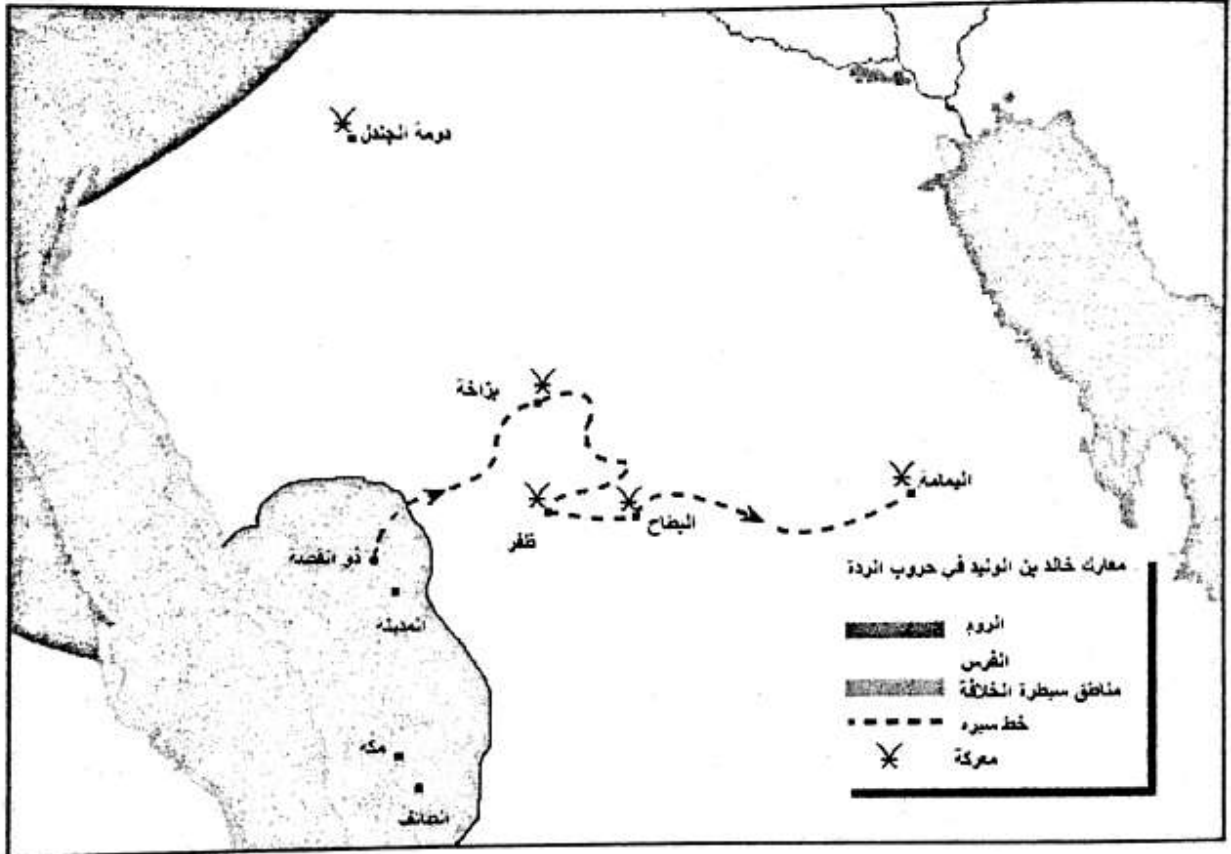 دومة الجندل
بزاخة
اليمامة
ظفر
البطاح
ذو القصة
المدينة
مكة
الطائف
معارك خالد بن الوليد في حروب الردة
الروم
الفرس
مناطق سيطرة الخلافة
خط سيره
معركة